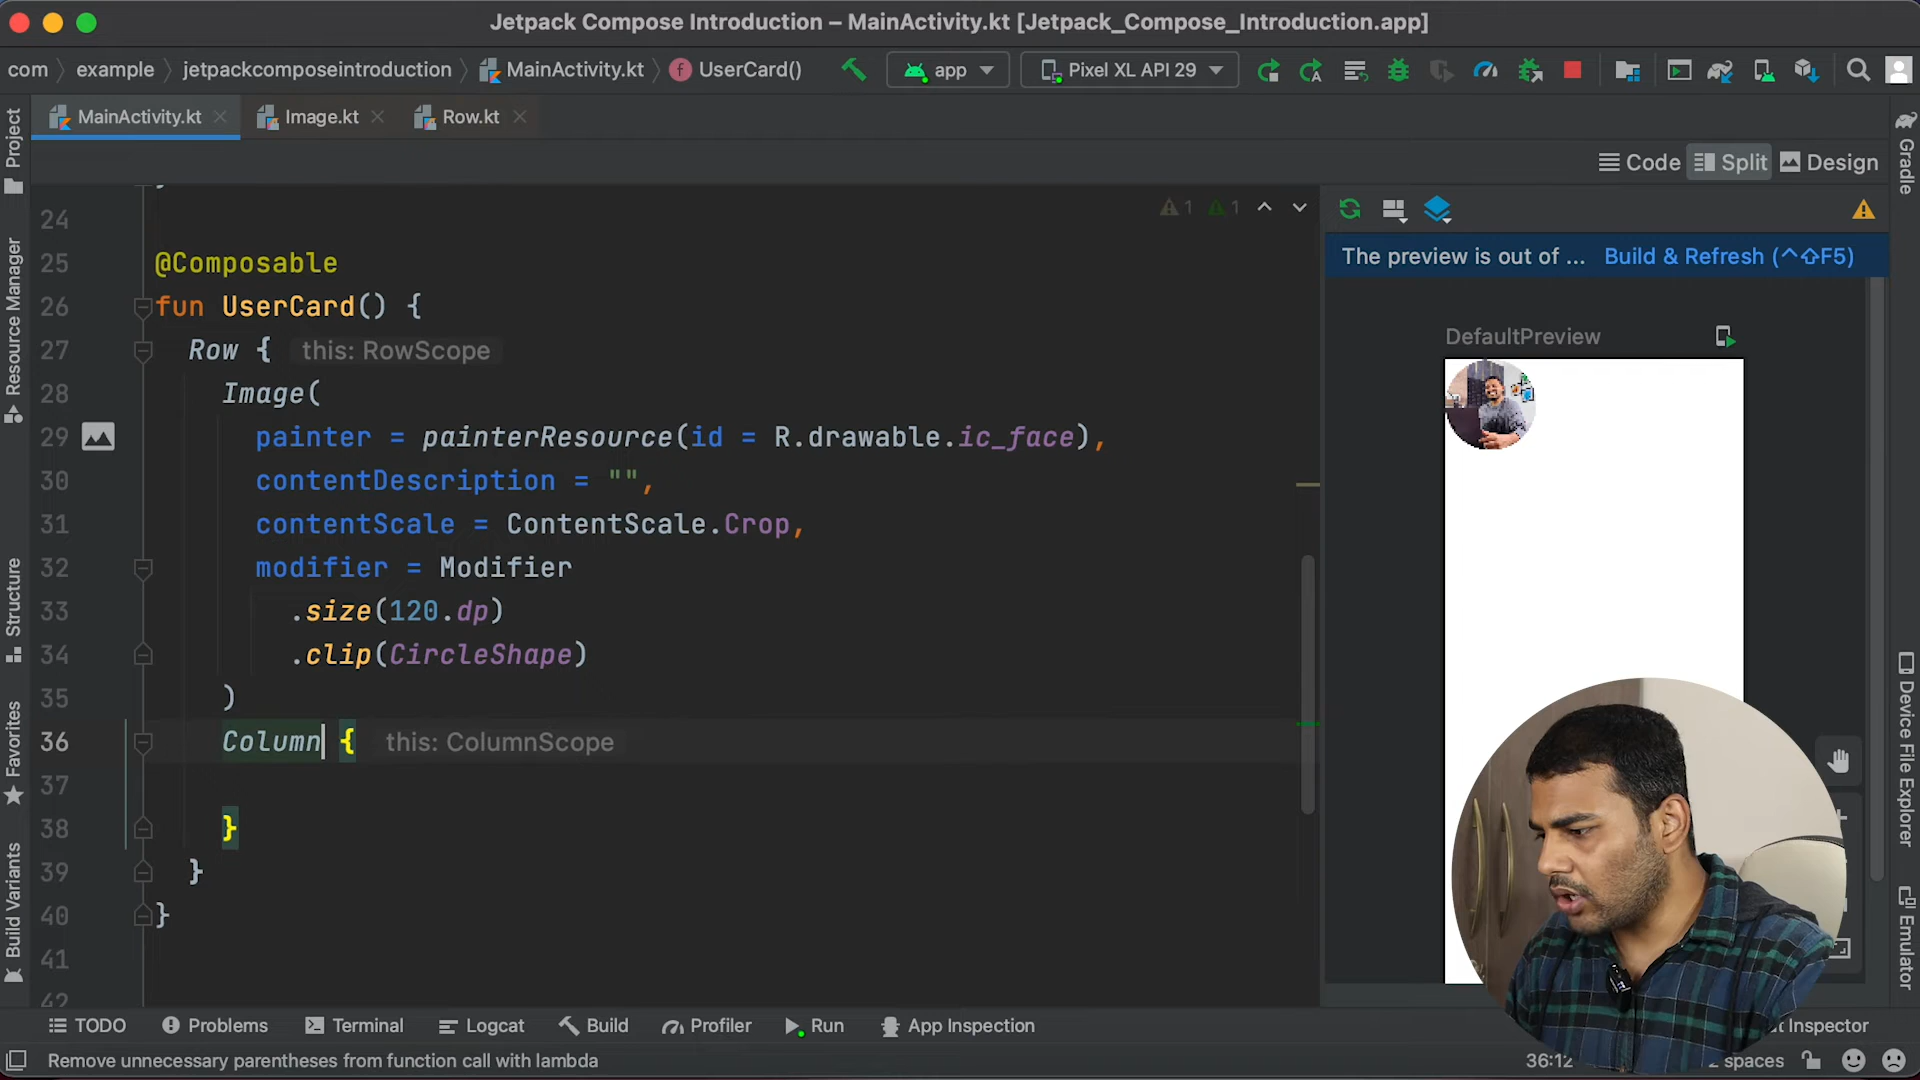 Jetpack Compose Introduction – MainActivity.kt [Jetpack_Compose_Introduction.app]
com example jetpackcomposeintroduction MainActivity.kt UserCard() app Pixel XL API 29
MainActivity.kt Image.kt Row.kt
Code Split Design
Project
Resource Manager
Structure
Favorites
Build Variants
24
1 1
25 @Composable
26 fun UserCard() {
27 Row { this: RowScope
28 Image(
29 painter = painterResource(id = R.drawable.ic_face),
30 contentDescription = "",
31 contentScale = ContentScale.Crop,
32 modifier = Modifier
33 .size(120.dp)
34 .clip(CircleShape)
35 )
36 Column { this: ColumnScope
37
38 }
39 }
40 }
41
42
The preview is out of ... Build & Refresh (^⇧F5)
DefaultPreview
Gradle
Device File Explorer
Emulator
TODO Problems Terminal Logcat Build Profiler Run App Inspection
Inspector
Remove unnecessary parentheses from function call with lambda
36:12
2 spaces